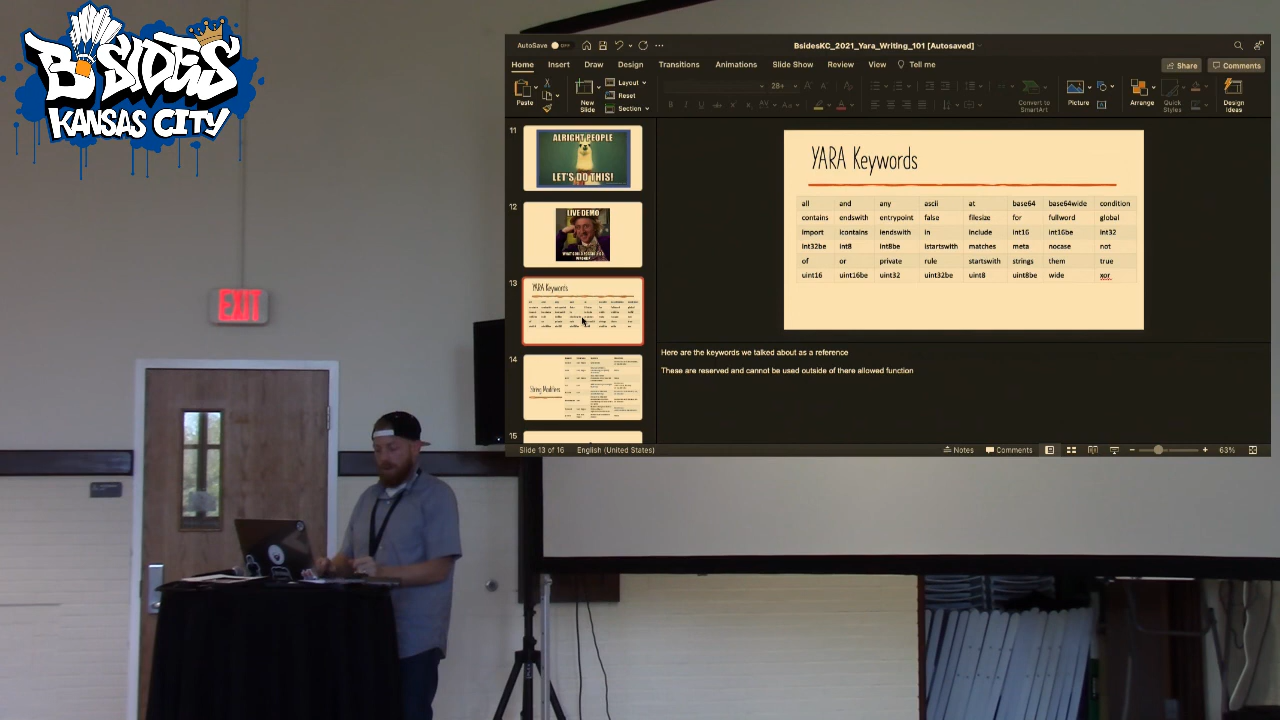 B·SIDES
KANSAS CITY
EXIT
AutoSave OFF
BsidesKC_2021_Yara_Writing_101 [Autosaved]
Home Insert Draw Design Transitions Animations Slide Show Review View Tell me
Share Comments
Paste
New Slide
Layout
Reset
Section
28+
Convert to SmartArt
Picture
Arrange
Quick Styles
Design Ideas
11
ALRIGHT PEOPLE
LET'S DO THIS!
12
LIVE DEMO
13
YARA Keywords
14
String Modifiers
15
YARA Keywords
all and any ascii at base64 base64wide condition
contains endswith entrypoint false filesize for fullword global
import icontains iendswith in include int16 int16be int32
int32be int8 int8be istartswith matches meta nocase not
of or private rule startswith strings them true
uint16 uint16be uint32 uint32be uint8 uint8be wide xor
Here are the keywords we talked about as a reference
These are reserved and cannot be used outside of there allowed function
Slide 13 of 16 English (United States)
Notes Comments 63%